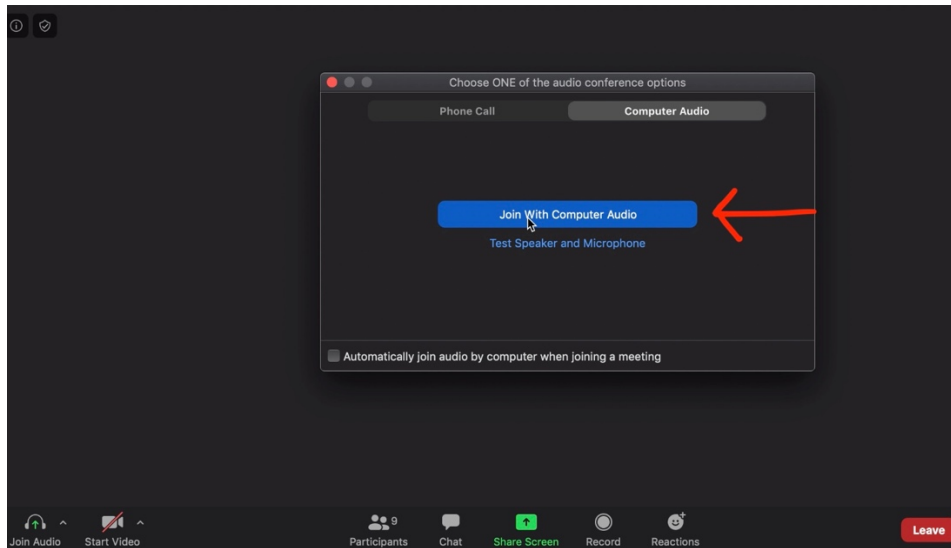 Choose ONE of the audio conference options
Phone Call Computer Audio
Join With Computer Audio
Test Speaker and Microphone
Automatically join audio by computer when joining a meeting
9
Join Audio Start Video Participants Chat Share Screen Record Reactions Leave